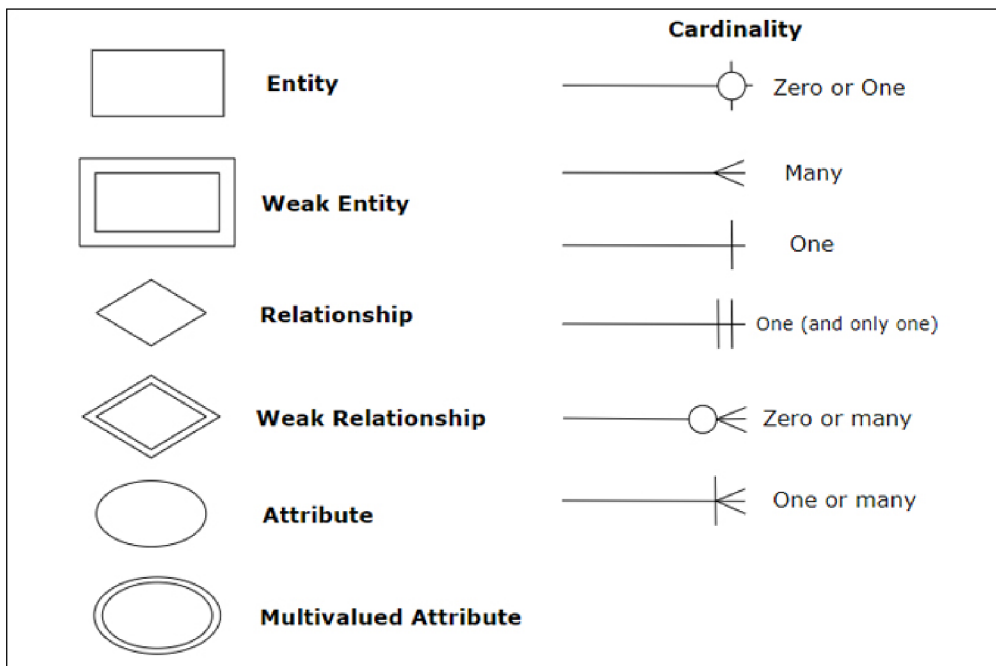 Entity
Weak Entity
Relationship
Weak Relationship
Attribute
Multivalued Attribute
Cardinality
Zero or One
Many
One
One (and only one)
Zero or many
One or many